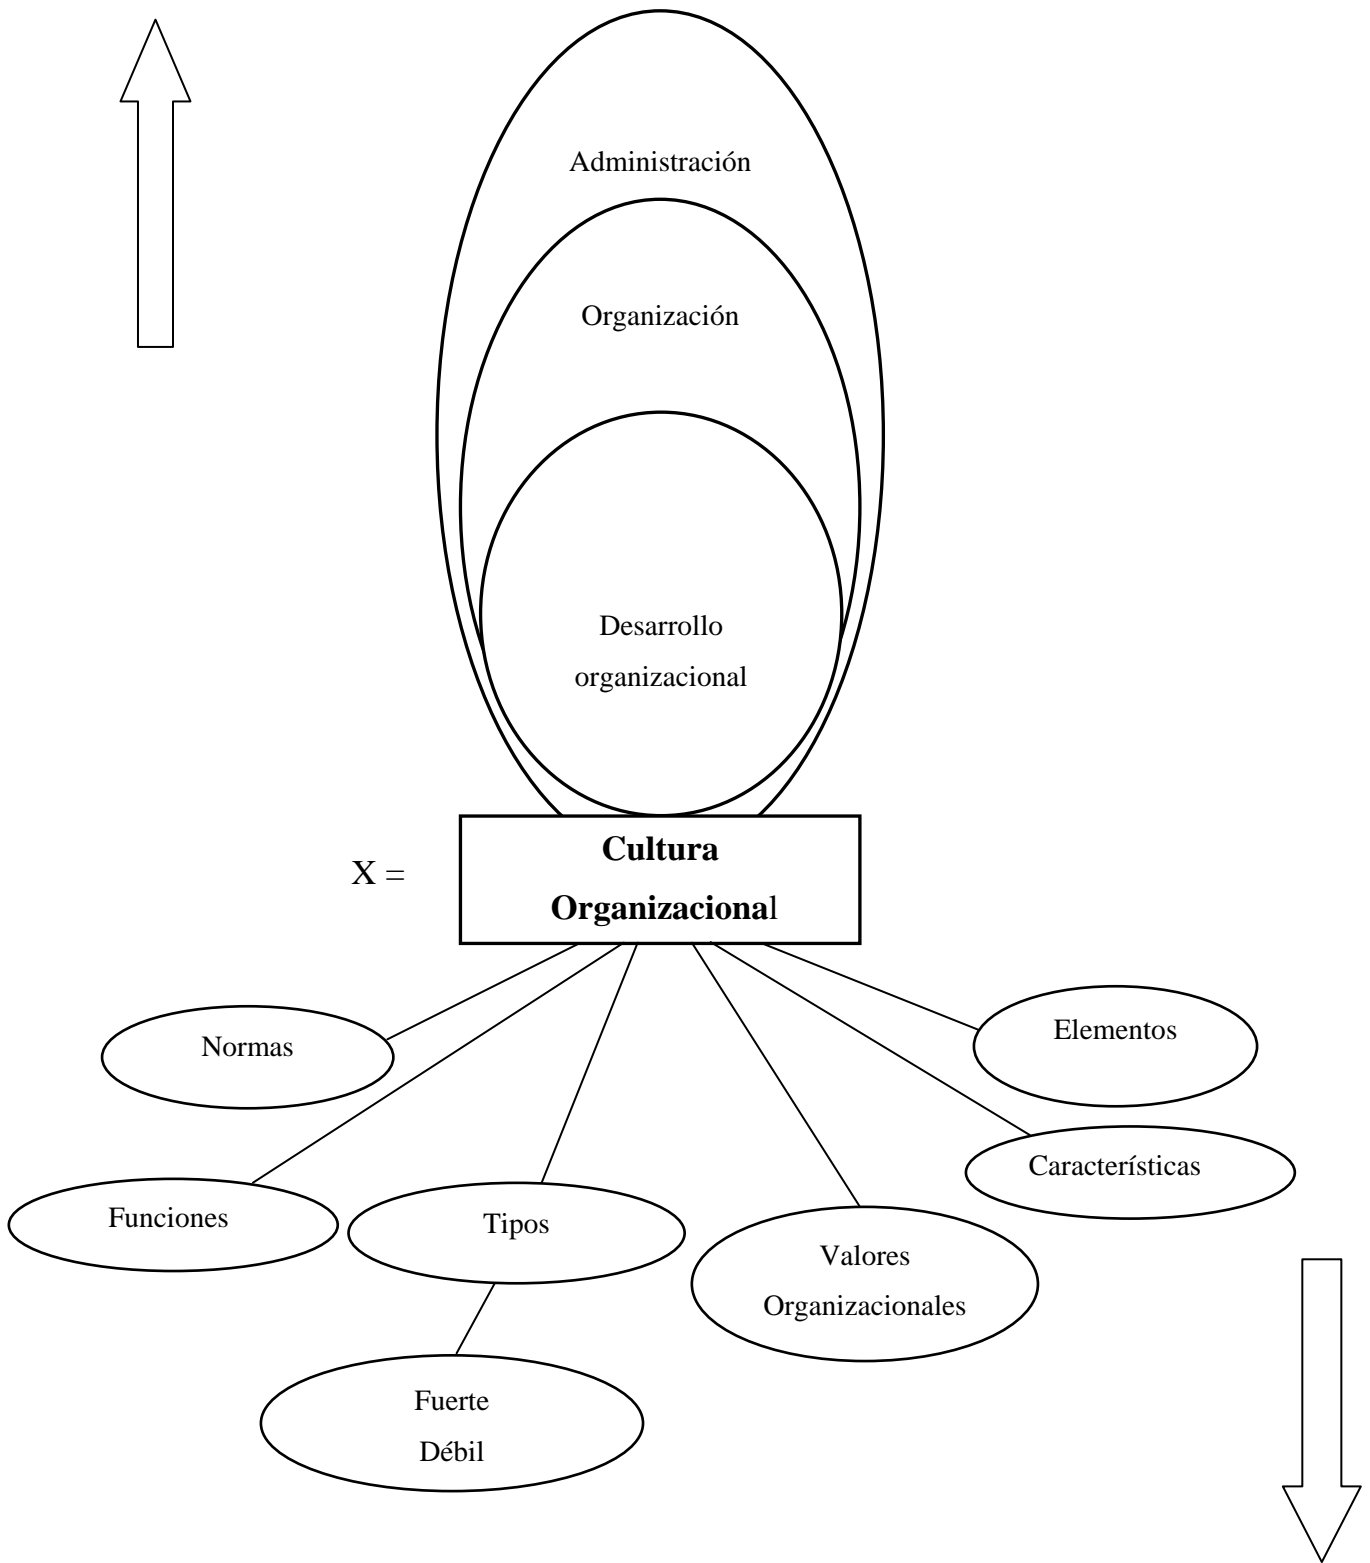 Administración
Organización
Desarrollo
organizacional
X =
Cultura
Organizacional
Normas
Elementos
Características
Funciones
Tipos
Valores
Organizacionales
Fuerte
Débil